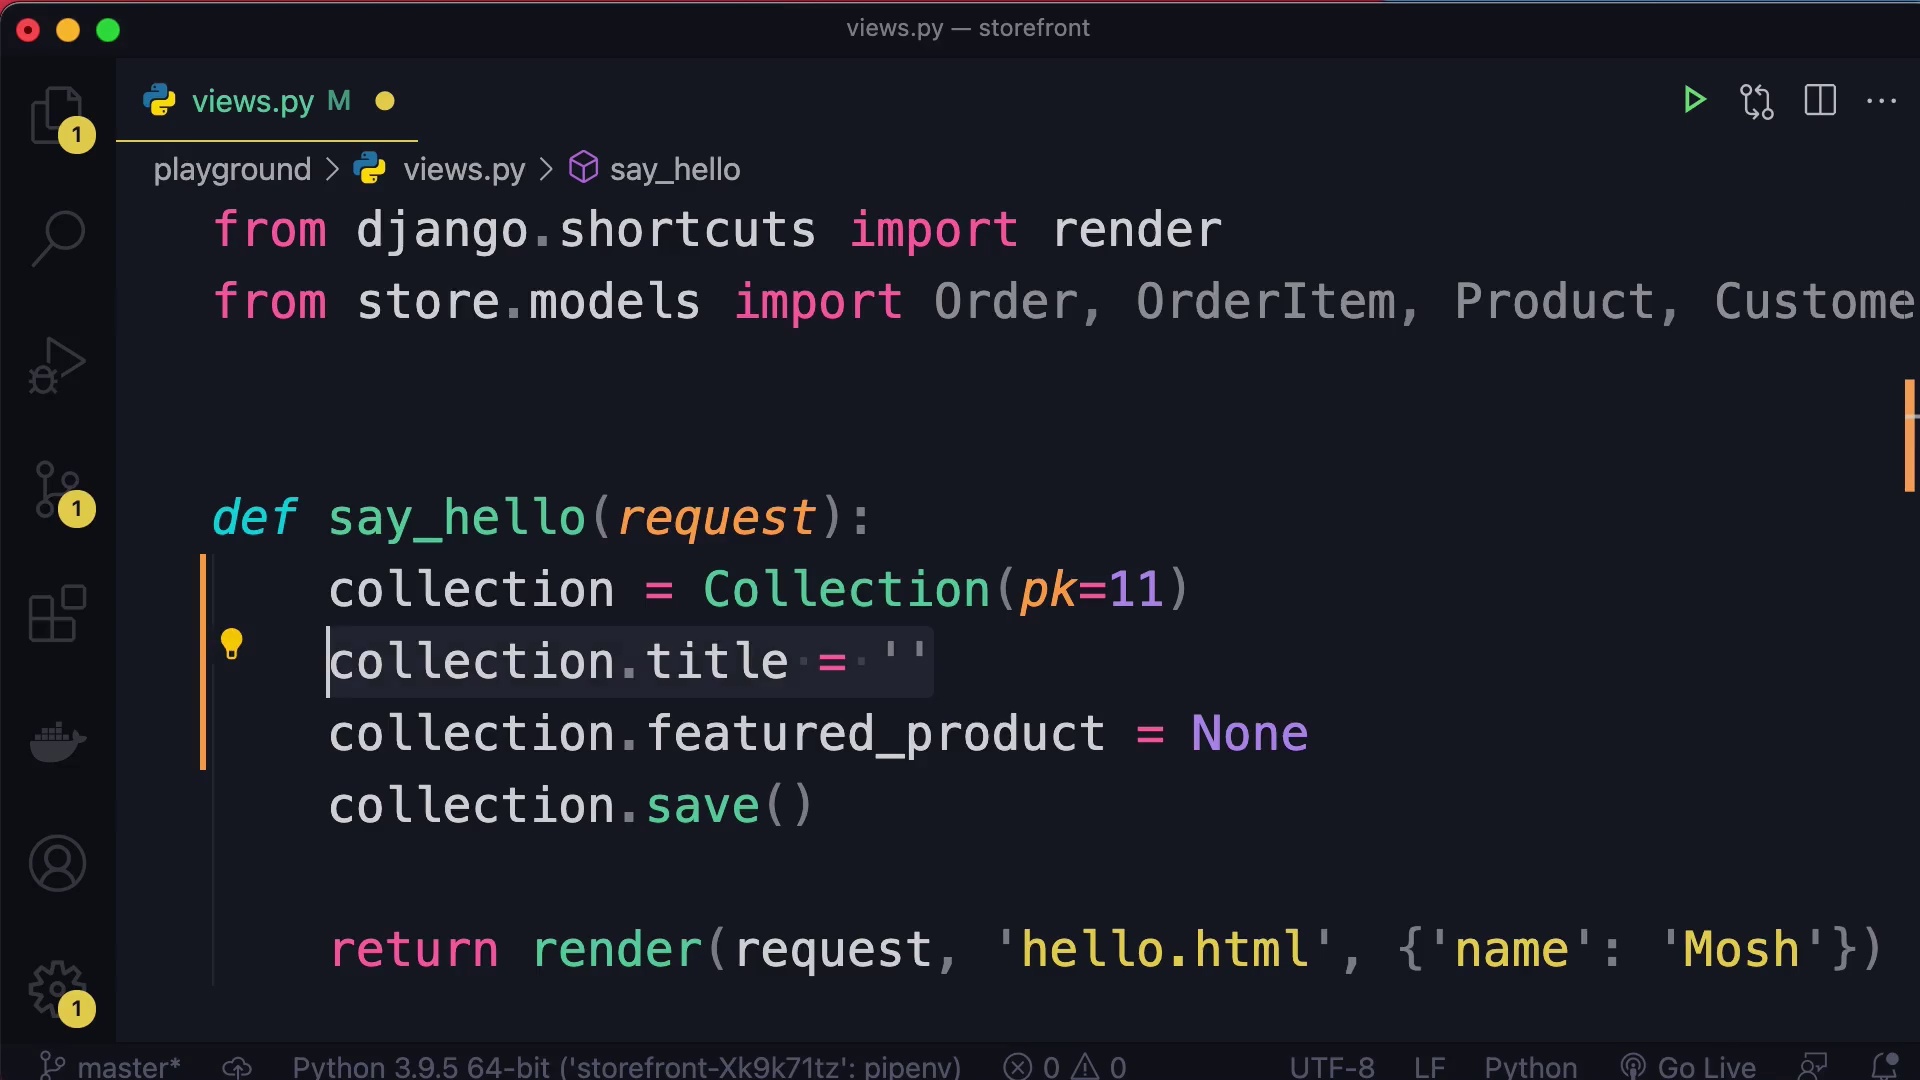 views.py — storefront
views.py M
playground > views.py > say_hello
from django.shortcuts import render
from store.models import Order, OrderItem, Product, Custome
def say_hello(request):
collection = Collection(pk=11)
collection.title = ''
collection.featured_product = None
collection.save()
return render(request, 'hello.html', {'name': 'Mosh'})
1
1
1
master* Python 3.9.5 64-bit ('storefront-Xk9k71tz': pipenv) 0 0 UTF-8 LF Python Go Live